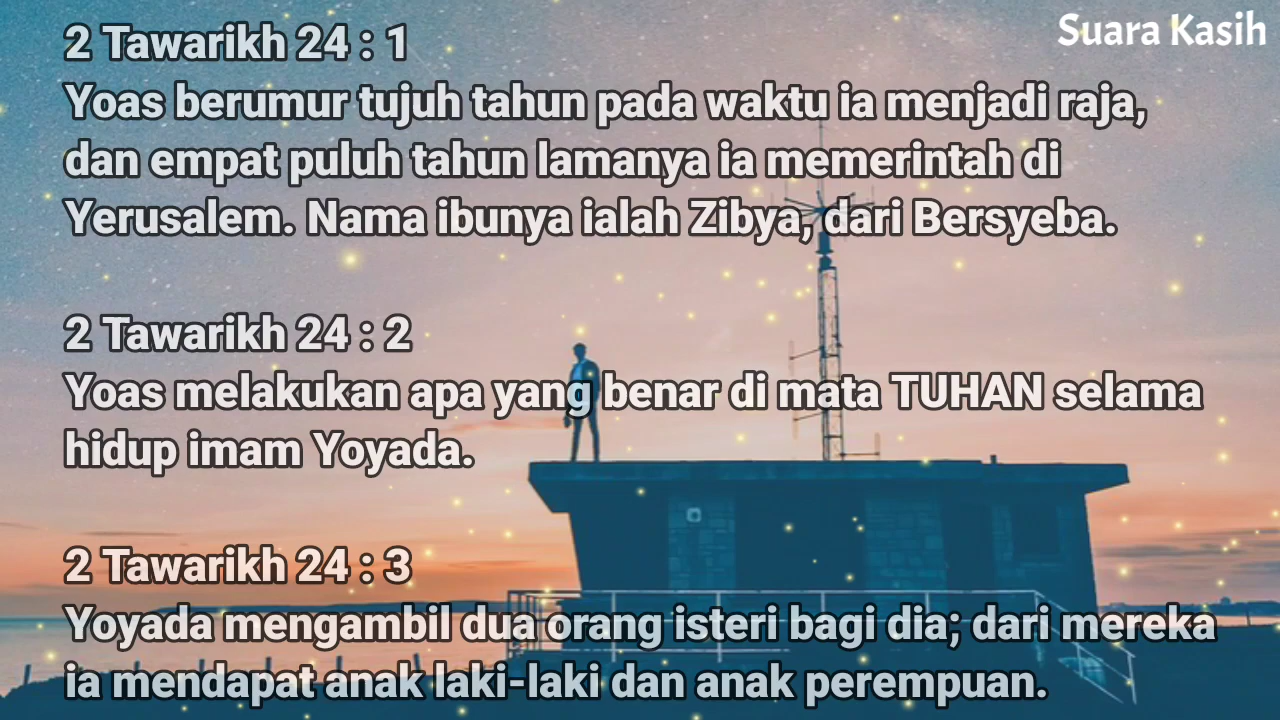 Suara Kasih
2 Tawarikh 24 : 1
Yoas berumur tujuh tahun pada waktu ia menjadi raja,
dan empat puluh tahun lamanya ia memerintah di
Yerusalem. Nama ibunya ialah Zibya, dari Bersyeba.
2 Tawarikh 24 : 2
Yoas melakukan apa yang benar di mata TUHAN selama
hidup imam Yoyada.
2 Tawarikh 24 : 3
Yoyada mengambil dua orang isteri bagi dia; dari mereka
ia mendapat anak laki-laki dan anak perempuan.